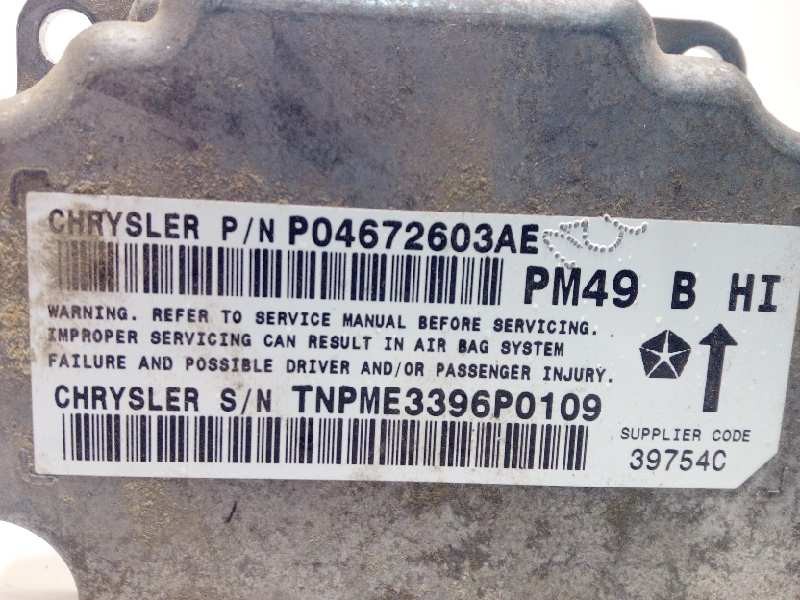 CHRYSLER P/N P04672603AE
PM49 B HI
WARNING. REFER TO SERVICE MANUAL BEFORE SERVICING.
IMPROPER SERVICING CAN RESULT IN AIR BAG SYSTEM
FAILURE AND POSSIBLE DRIVER AND/OR PASSENGER INJURY.
CHRYSLER S/N TNPME3396P0109
SUPPLIER CODE
39754C